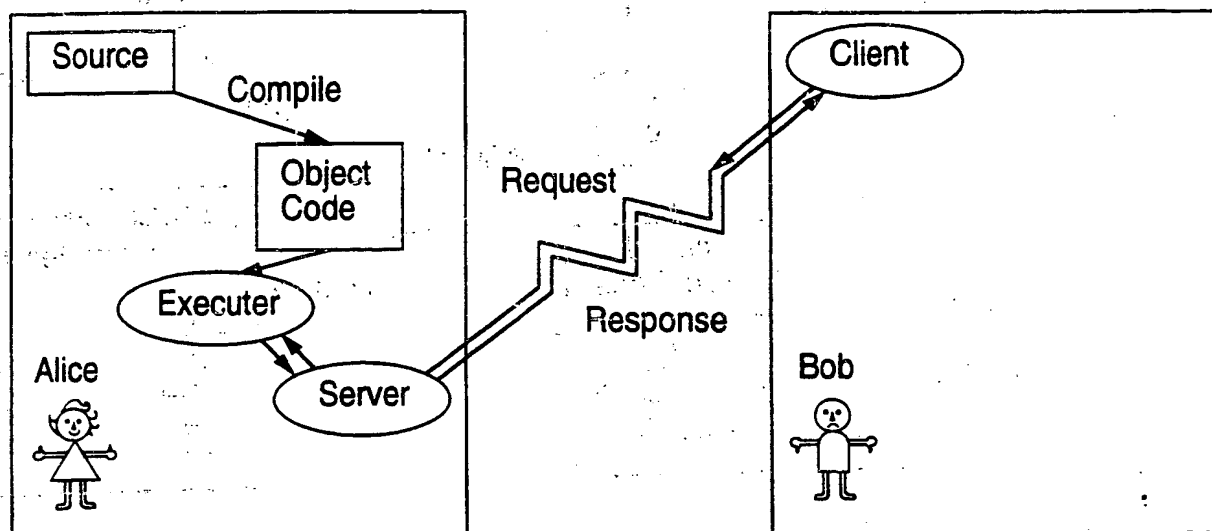 Source
Compile
Object
Code
Executer
Server
Alice
Request
Response
Client
Bob